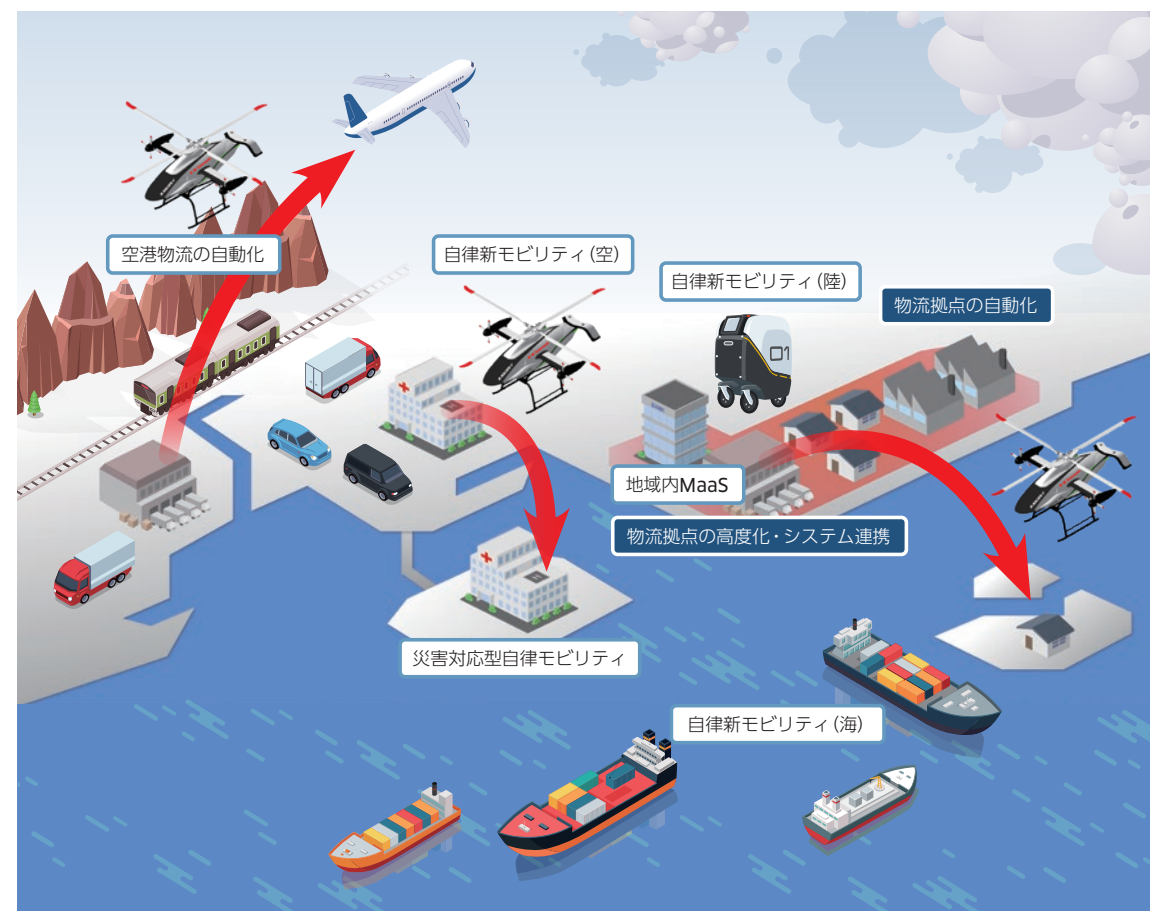 空港物流の自動化
自律新モビリティ(空)
自律新モビリティ(陸)
物流拠点の自動化
01
地域内MaaS
物流拠点の高度化・システム連携
災害対応型自律モビリティ
自律新モビリティ(海)